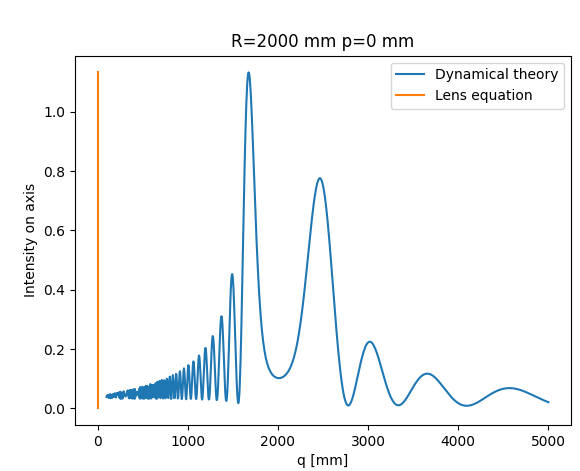 R=2000 mm p=0 mm
Dynamical theory
Lens equation
Intensity on axis
1.0
0.8
0.6
0.4
0.2
0.0
0 1000 2000 3000 4000 5000
q [mm]